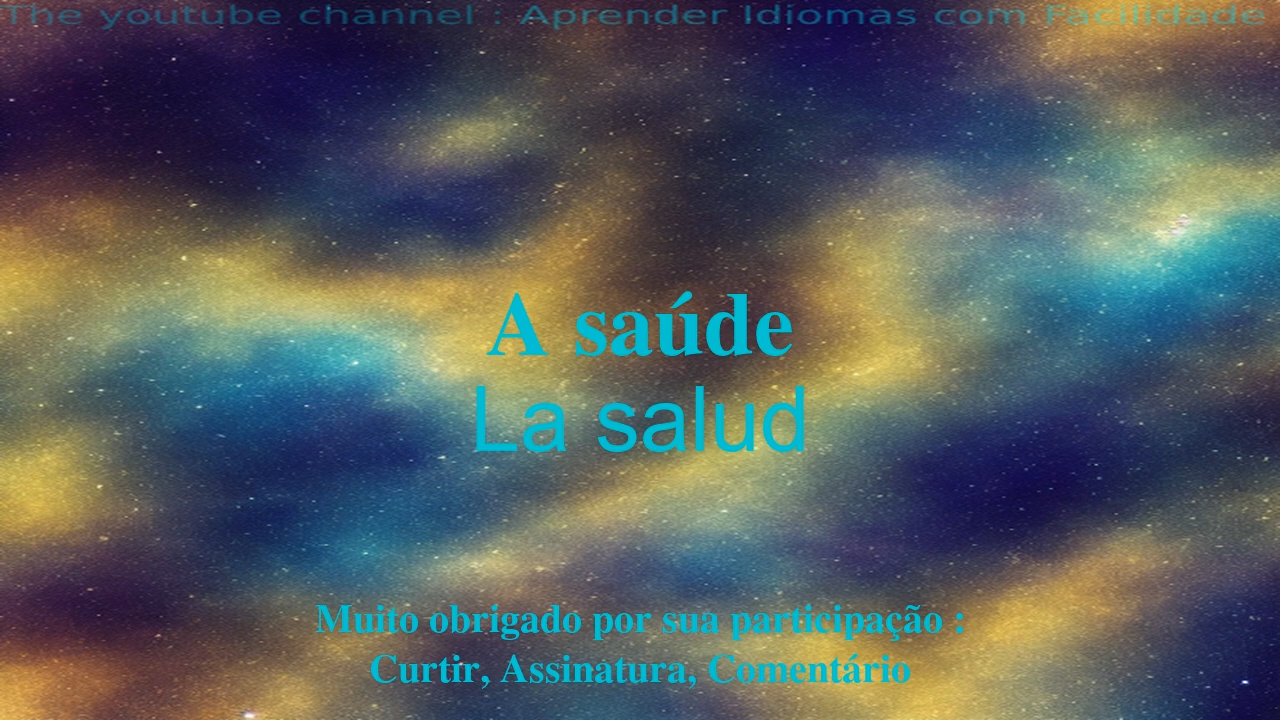 The youtube channel : Aprender Idiomas com Facilidade
A saúde
La salud
Muito obrigado por sua participação :
Curtir, Assinatura, Comentário